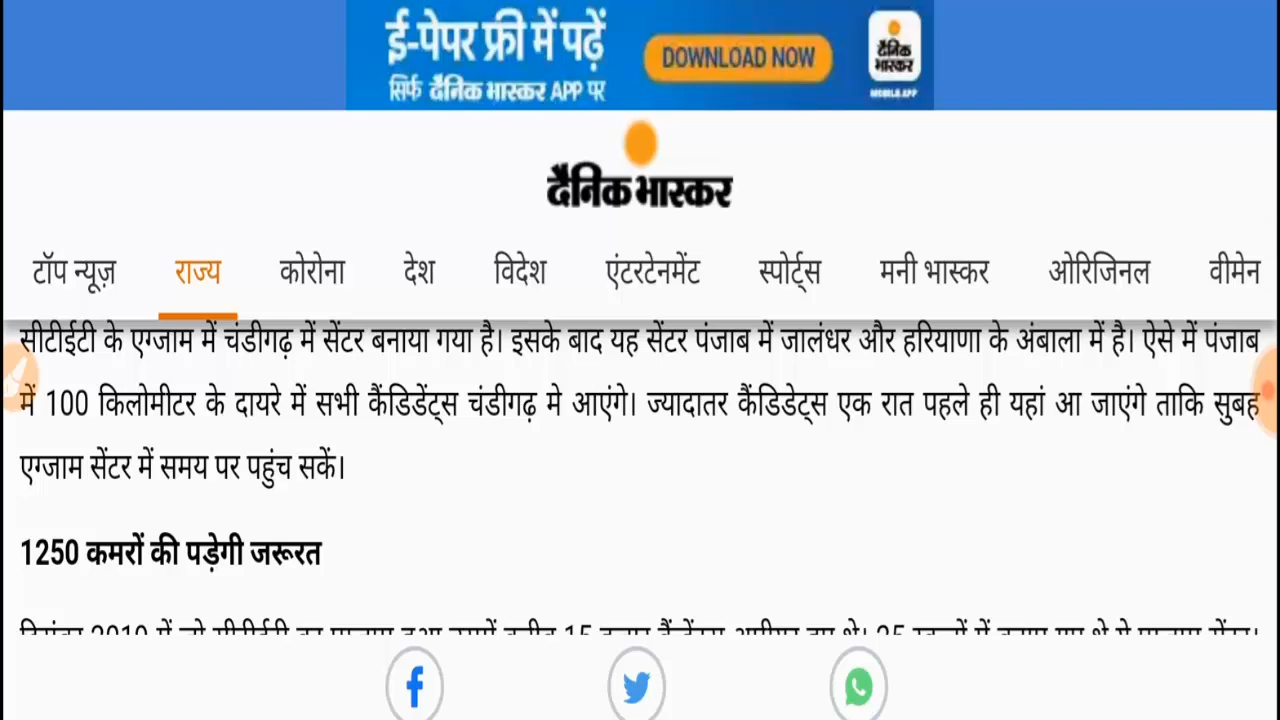 ई-पेपर फ्री में पढ़ें
सिर्फ दैनिक भास्कर APP पर
DOWNLOAD NOW
दैनिक
भास्कर
MOBILE APP
दैनिक भास्कर
टॉप न्यूज़ राज्य कोरोना देश विदेश एंटरटेनमेंट स्पोर्ट्स मनी भास्कर ओरिजिनल वीमेन
सीटीईटी के एग्जाम में चंडीगढ़ में सेंटर बनाया गया है। इसके बाद यह सेंटर पंजाब में जालंधर और हरियाणा के अंबाला में है। ऐसे में पंजाब
में 100 किलोमीटर के दायरे में सभी कैंडिडेंट्स चंडीगढ़ मे आएंगे। ज्यादातर कैंडिडेट्स एक रात पहले ही यहां आ जाएंगे ताकि सुबह
एग्जाम सेंटर में समय पर पहुंच सकें।
1250 कमरों की पड़ेगी जरूरत